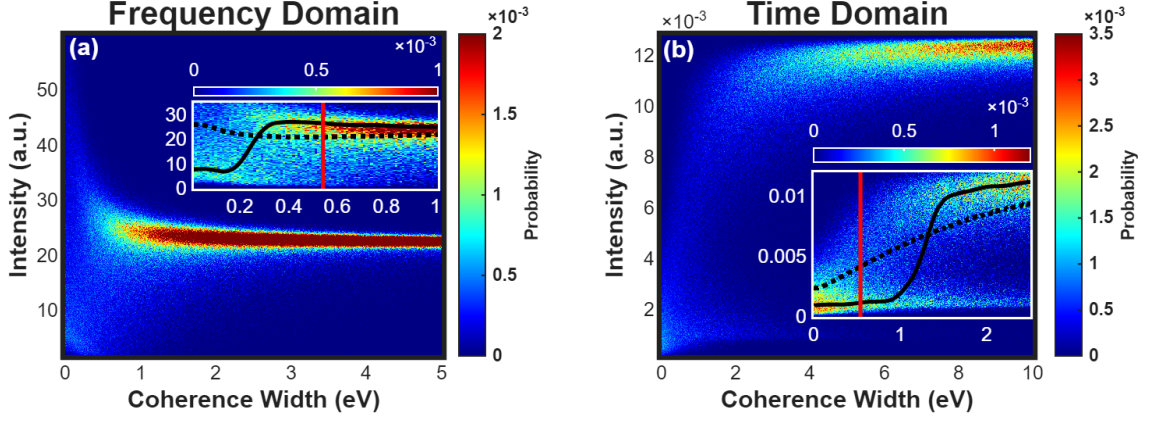 Frequency Domain
(a)
×10⁻³
0 0.5 1
30
20
10
0
0.2 0.4 0.6 0.8 1
50
40
30
20
10
Intensity (a.u.)
0 1 2 3 4 5
Coherence Width (eV)
×10⁻³
2
1.5
1
0.5
0
Probability
Time Domain
×10⁻³
(b)
12
10
8
6
4
2
Intensity (a.u.)
×10⁻³
0 0.5 1
0.01
0.005
0
0 1 2
0 2 4 6 8 10
Coherence Width (eV)
×10⁻³
3.5
3
2.5
2
1.5
1
0.5
0
Probability